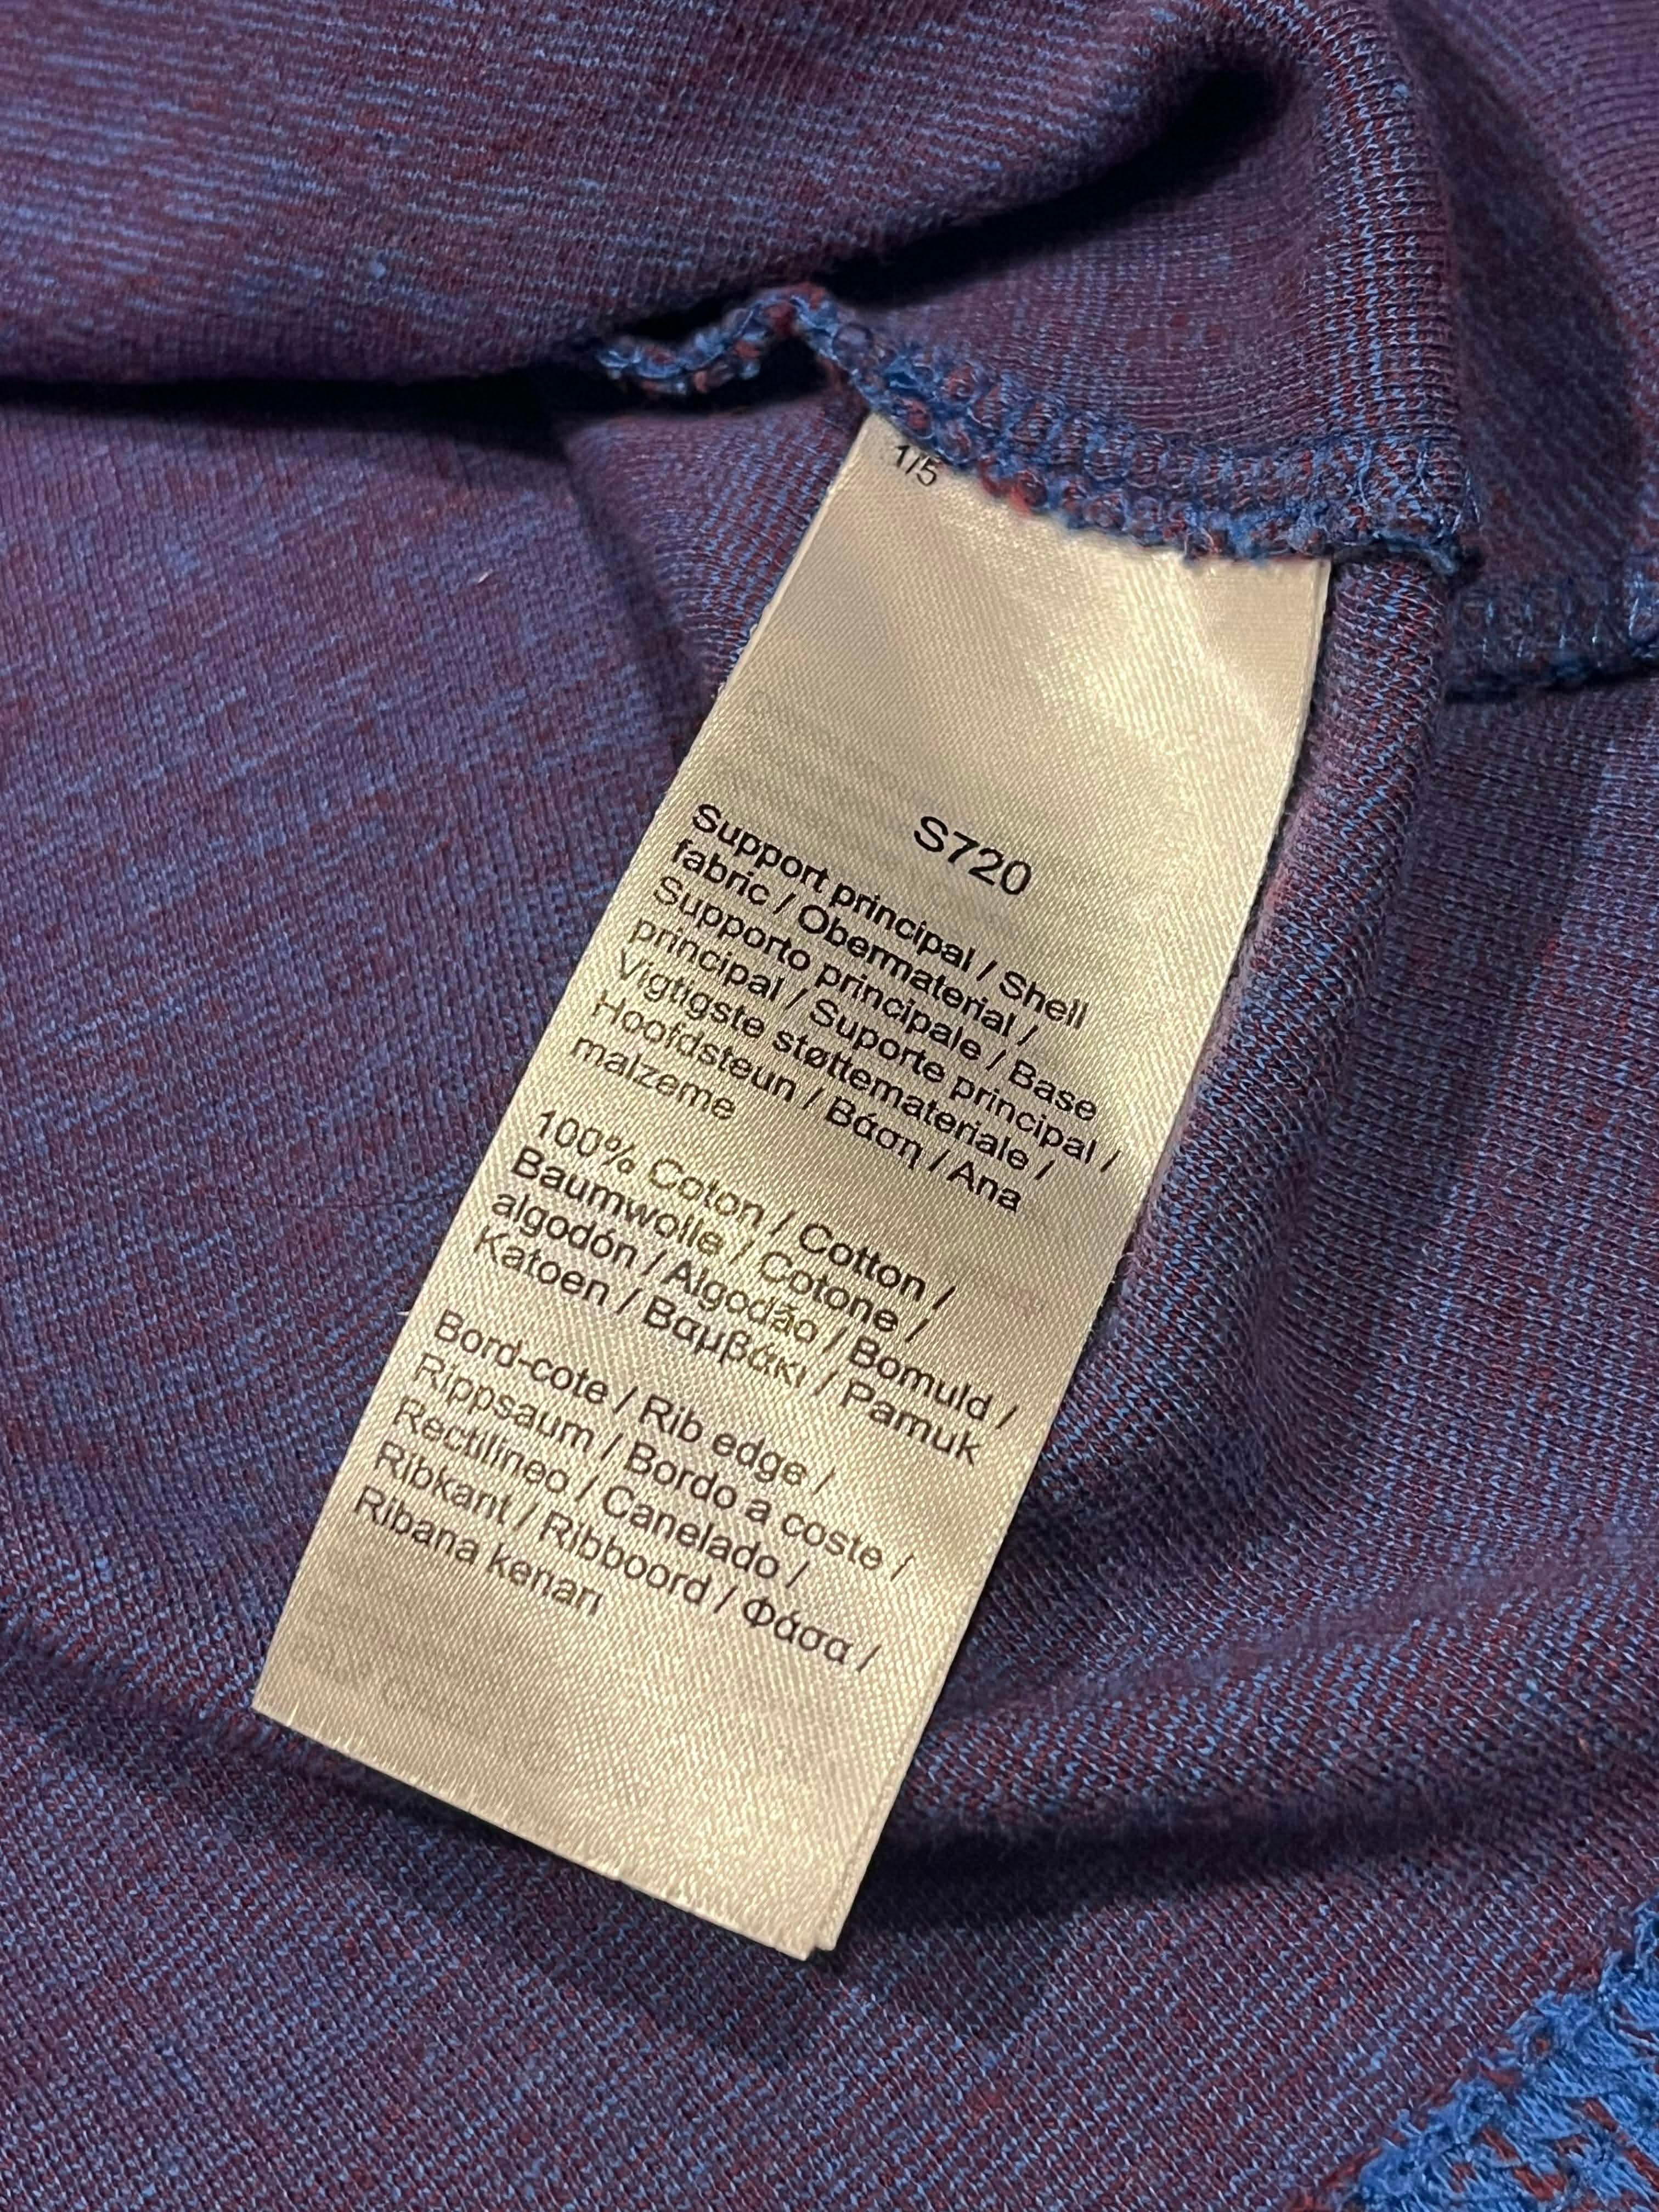 1/5
S720
Support principal / Shell
fabric / Obermaterial /
Supporto principale / Base
principal / Suporte principal /
Vigtigste støttemateriale /
Hoofdsteun / Βάση / Ana
malzeme
100% Coton / Cotton /
Baumwolle / Cotone /
algodón / Algodão / Bomuld /
Katoen / Βαμβάκι / Pamuk
Bord-cote / Rib edge /
Rippsaum / Bordo a coste /
Rectilineo / Canelado /
Ribkant / Ribboord / Φάσα /
Ribana kenarı